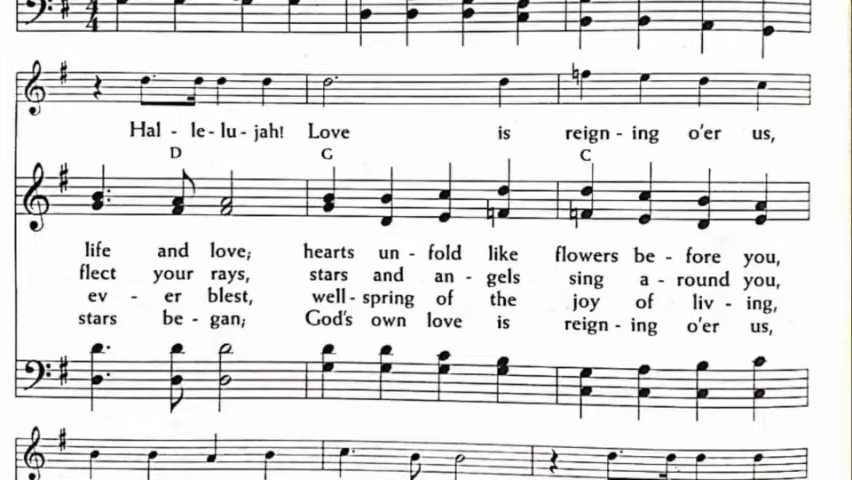 4
4
Hal - le - lu - jah! Love is reign - ing o'er us,
D G C
life and love; hearts un - fold like flowers be - fore you,
flect your rays, stars and an - gels sing a - round you,
ev - er blest, well - spring of the joy of liv - ing,
stars be - gan; God's own love is reign - ing o'er us,